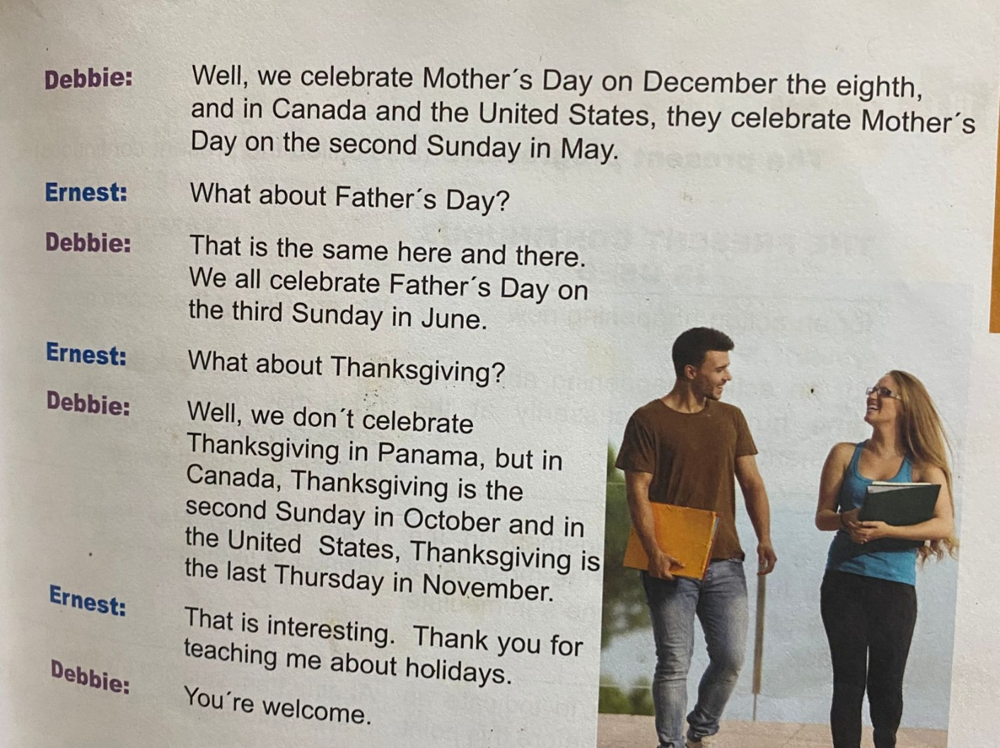 Debbie: Well, we celebrate Mother´s Day on December the eighth,
and in Canada and the United States, they celebrate Mother´s
Day on the second Sunday in May.
Ernest: What about Father´s Day?
Debbie: That is the same here and there.
We all celebrate Father´s Day on
the third Sunday in June.
Ernest: What about Thanksgiving?
Debbie: Well, we don´t celebrate
Thanksgiving in Panama, but in
Canada, Thanksgiving is the
second Sunday in October and in
the United States, Thanksgiving is
the last Thursday in November.
Ernest: That is interesting. Thank you for
teaching me about holidays.
Debbie: You´re welcome.